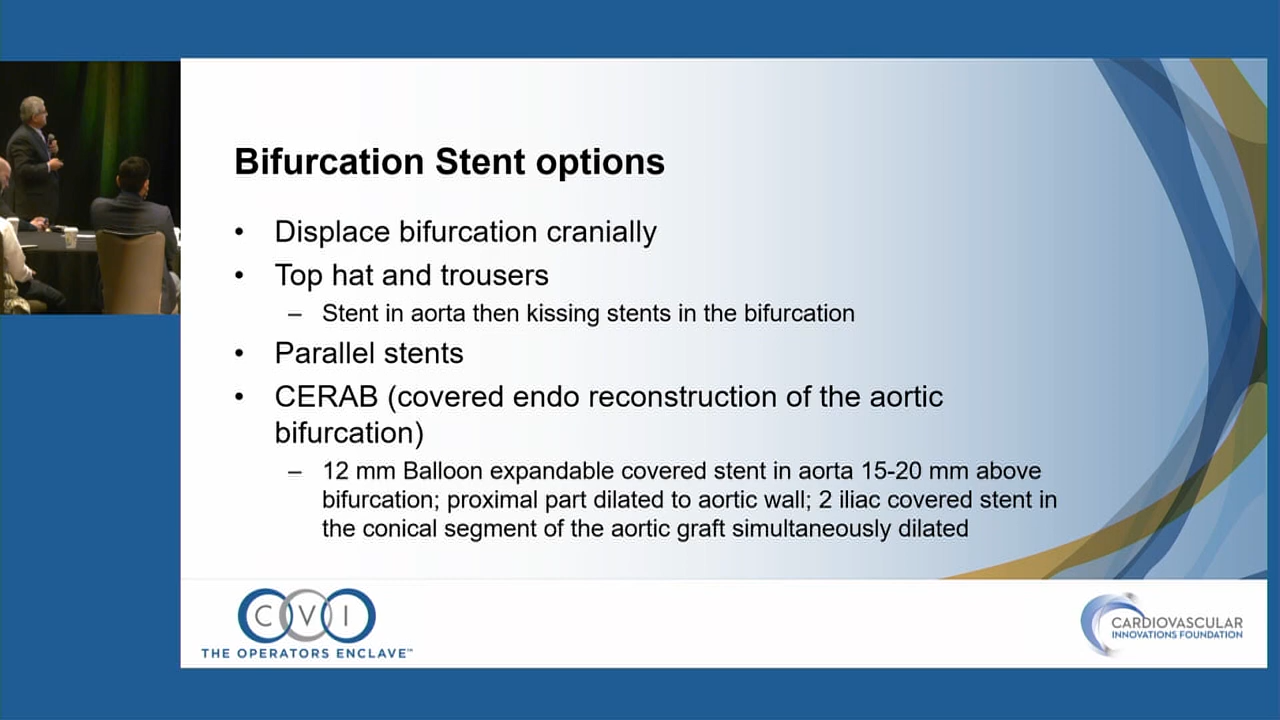 Bifurcation Stent options
• Displace bifurcation cranially
• Top hat and trousers
– Stent in aorta then kissing stents in the bifurcation
• Parallel stents
• CERAB (covered endo reconstruction of the aortic
bifurcation)
– 12 mm Balloon expandable covered stent in aorta 15-20 mm above
bifurcation; proximal part dilated to aortic wall; 2 iliac covered stent in
the conical segment of the aortic graft simultaneously dilated
CVI
THE OPERATORS ENCLAVE™
CARDIOVASCULAR
INNOVATIONS FOUNDATION